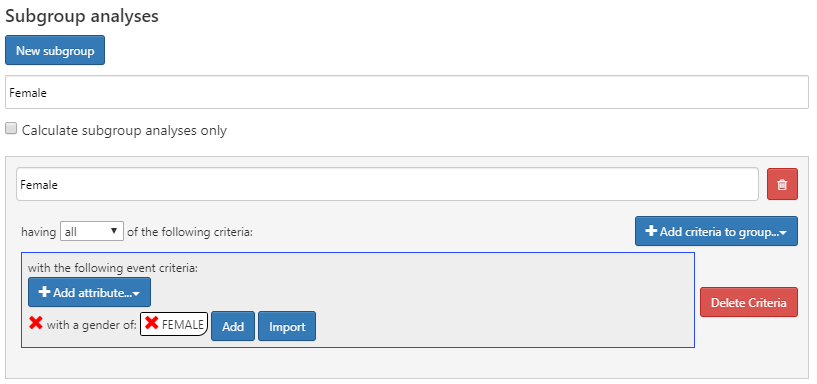 Subgroup analyses
New subgroup
Female
Calculate subgroup analyses only
Female
having all of the following criteria: Add criteria to group...
with the following event criteria:
Add attribute...
Delete Criteria
with a gender of: FEMALE Add Import